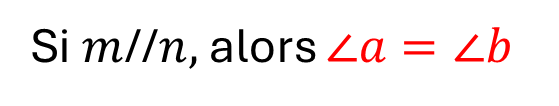 Si m//n, alors ∠a = ∠b